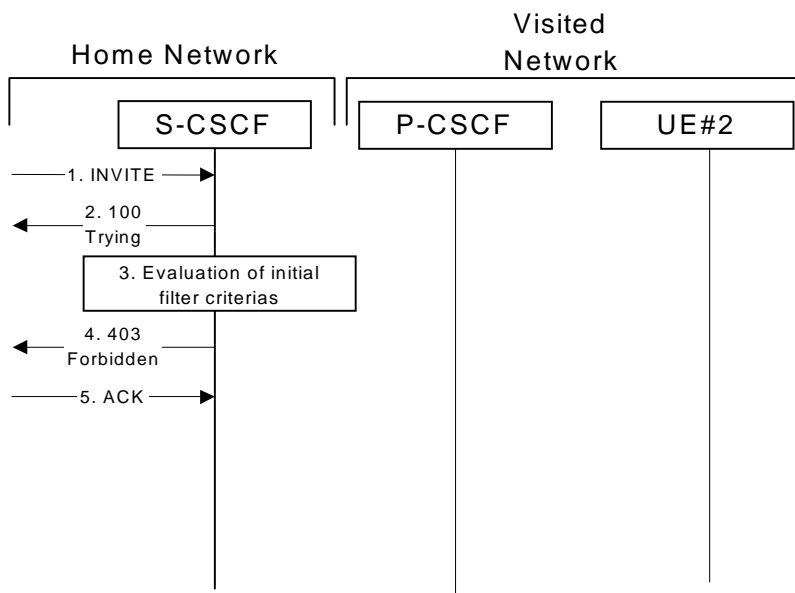 Home Network
Visited
Network
S-CSCF
P-CSCF
UE#2
1. INVITE
2. 100
Trying
3. Evaluation of initial
filter criterias
4. 403
Forbidden
5. ACK